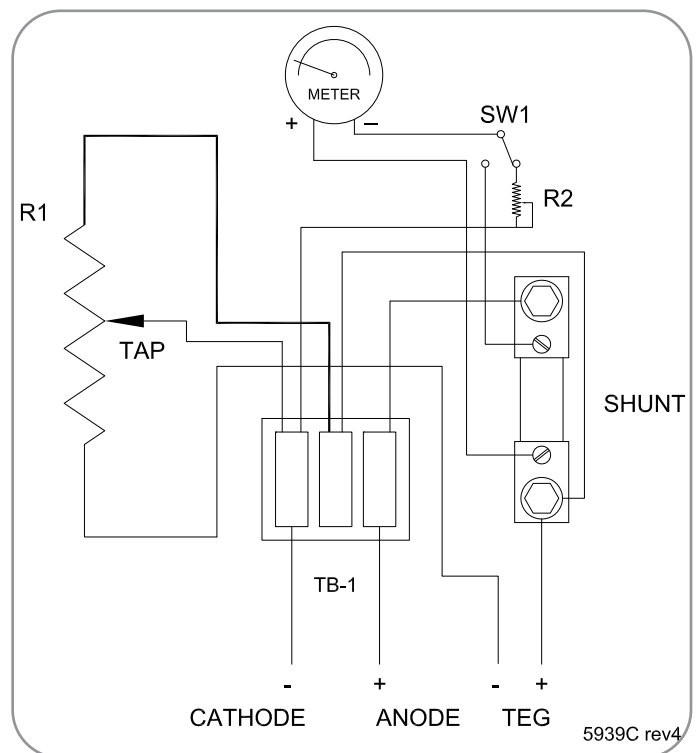 METER
+ −
SW1
R1
R2
TAP
SHUNT
TB-1
- + - +
CATHODE ANODE TEG
5939C rev4